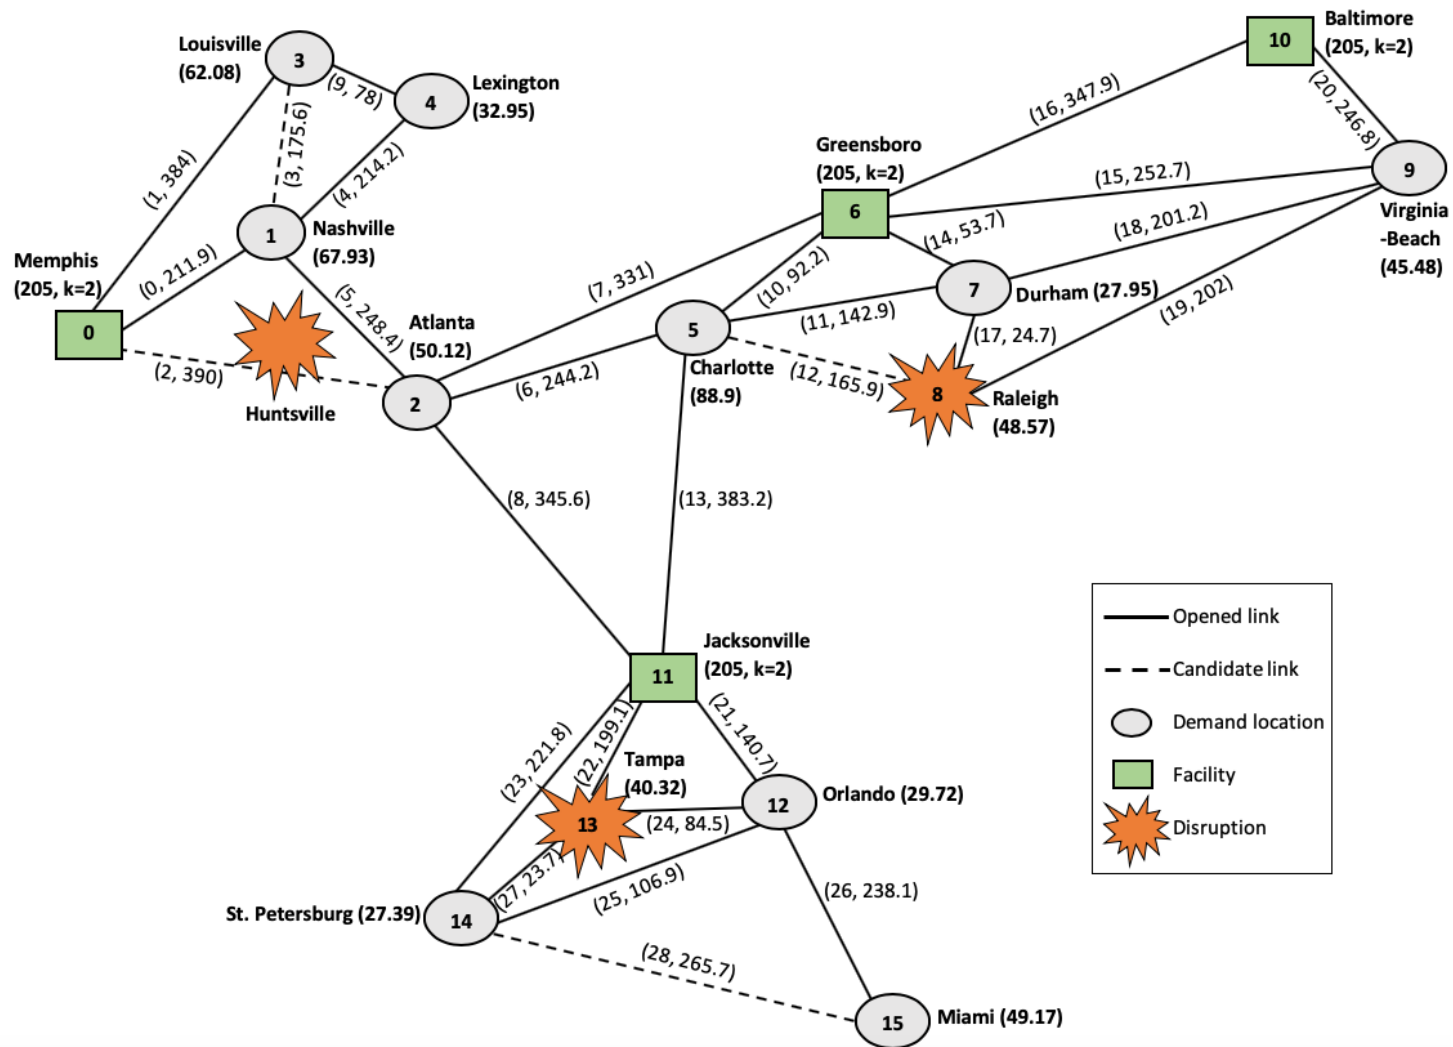 Louisville
(62.08)
3
(9, 78)
4
Lexington
(32.95)
(1, 384)
(3, 175.6)
(4, 214.2)
1
Nashville
(67.93)
Memphis
(205, k=2)
0
(0, 211.9)
(5, 248.4)
(2, 390)
Huntsville
Atlanta
(50.12)
2
(7, 331)
(6, 244.2)
Greensboro
(205, k=2)
6
(16, 347.9)
10
Baltimore
(205, k=2)
(20, 246.8)
(15, 252.7)
9
Virginia
-Beach
(45.48)
(14, 53.7)
(18, 201.2)
(10, 92.2)
7
Durham (27.95)
(19, 202)
5
(11, 142.9)
(17, 24.7)
Charlotte
(88.9)
(12, 165.9)
8
Raleigh
(48.57)
(8, 345.6)
(13, 383.2)
Jacksonville
(205, k=2)
11
(23, 221.8)
(22, 199.1)
(21, 140.7)
Tampa
(40.32)
13
(24, 84.5)
12
Orlando (29.72)
(27, 23.7)
(25, 106.9)
(26, 238.1)
St. Petersburg (27.39)
14
(28, 265.7)
15
Miami (49.17)
Opened link
Candidate link
Demand location
Facility
Disruption